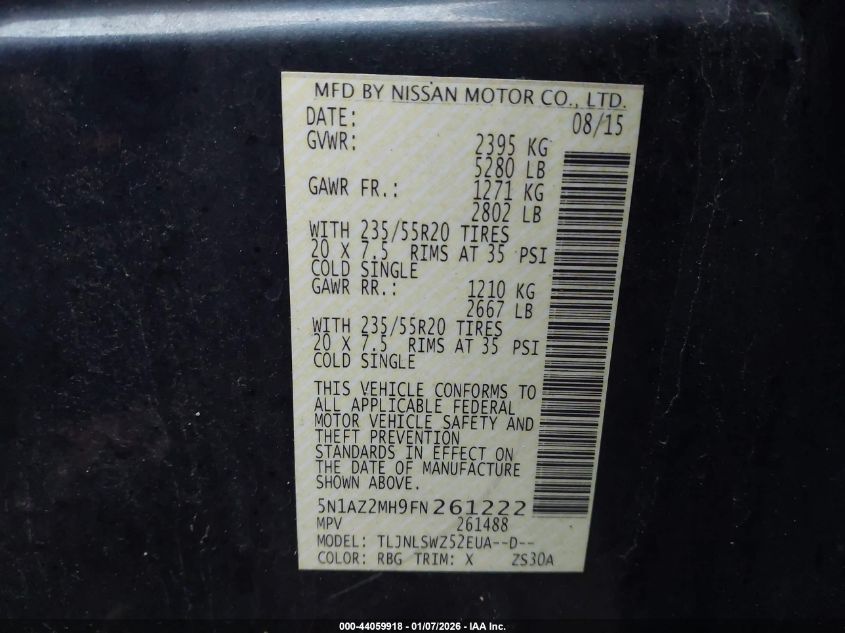 MFD BY NISSAN MOTOR CO., LTD.
DATE: 08/15
GVWR: 2395 KG
5280 LB
GAWR FR.: 1271 KG
2802 LB
WITH 235/55R20 TIRES
20 X 7.5 RIMS AT 35 PSI
COLD SINGLE
GAWR RR.: 1210 KG
2667 LB
WITH 235/55R20 TIRES
20 X 7.5 RIMS AT 35 PSI
COLD SINGLE
THIS VEHICLE CONFORMS TO
ALL APPLICABLE FEDERAL
MOTOR VEHICLE SAFETY AND
THEFT PREVENTION
STANDARDS IN EFFECT ON
THE DATE OF MANUFACTURE
SHOWN ABOVE.
5N1AZ2MH9FN261222
MPV 261488
MODEL: TLJNLSWZ52EUA--D--
COLOR: RBG TRIM: X ZS30A
000-44059918 - 01/07/2026 - IAA Inc.